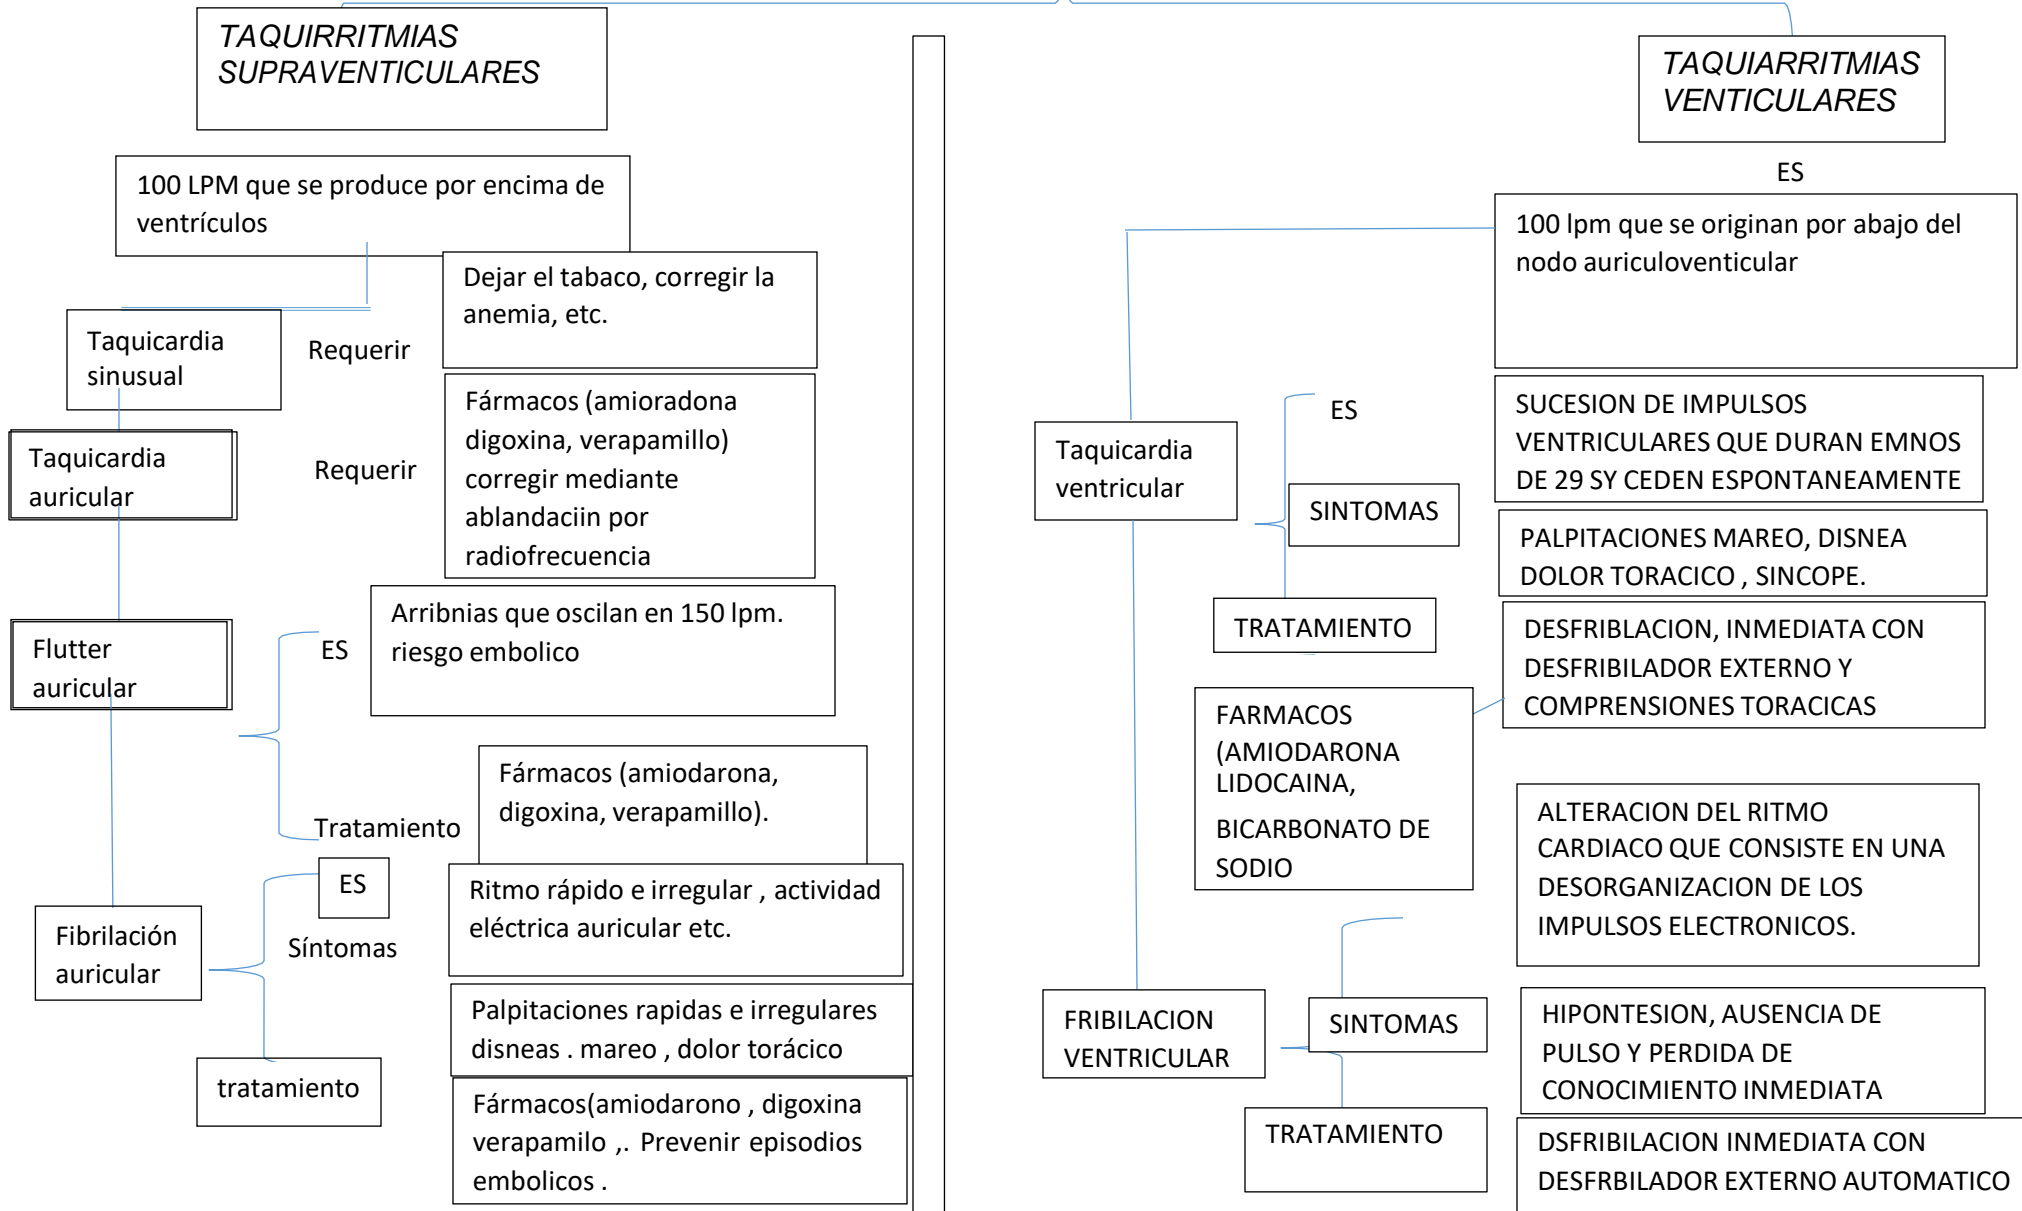 TAQUIRRITMIAS
SUPRAVENTICULARES
100 LPM que se produce por encima de
ventrículos
Taquicardia
sinusual
Requerir
Dejar el tabaco, corregir la
anemia, etc.
Taquicardia
auricular
Requerir
Fármacos (amioradona
digoxina, verapamillo)
corregir mediante
ablandaciin por
radiofrecuencia
Flutter
auricular
ES
Arribnias que oscilan en 150 lpm.
riesgo embolico
Tratamiento
Fármacos (amiodarona,
digoxina, verapamillo).
Fibrilación
auricular
ES
Ritmo rápido e irregular , actividad
eléctrica auricular etc.
Síntomas
Palpitaciones rapidas e irregulares
disneas . mareo , dolor torácico
tratamiento
Fármacos(amiodarono , digoxina
verapamilo ,. Prevenir episodios
embolicos .
TAQUIARRITMIAS
VENTICULARES
ES
100 lpm que se originan por abajo del
nodo auriculoventicular
Taquicardia
ventricular
ES
SUCESION DE IMPULSOS
VENTRICULARES QUE DURAN EMNOS
DE 29 SY CEDEN ESPONTANEAMENTE
SINTOMAS
PALPITACIONES MAREO, DISNEA
DOLOR TORACICO , SINCOPE.
TRATAMIENTO
DESFRIBLACION, INMEDIATA CON
DESFRIBILADOR EXTERNO Y
COMPRENSIONES TORACICAS
FARMACOS
(AMIODARONA
LIDOCAINA,
BICARBONATO DE
SODIO
ALTERACION DEL RITMO
CARDIACO QUE CONSISTE EN UNA
DESORGANIZACION DE LOS
IMPULSOS ELECTRONICOS.
FRIBILACION
VENTRICULAR
SINTOMAS
HIPONTESION, AUSENCIA DE
PULSO Y PERDIDA DE
CONOCIMIENTO INMEDIATA
TRATAMIENTO
DSFRIBILACION INMEDIATA CON
DESFRBILADOR EXTERNO AUTOMATICO